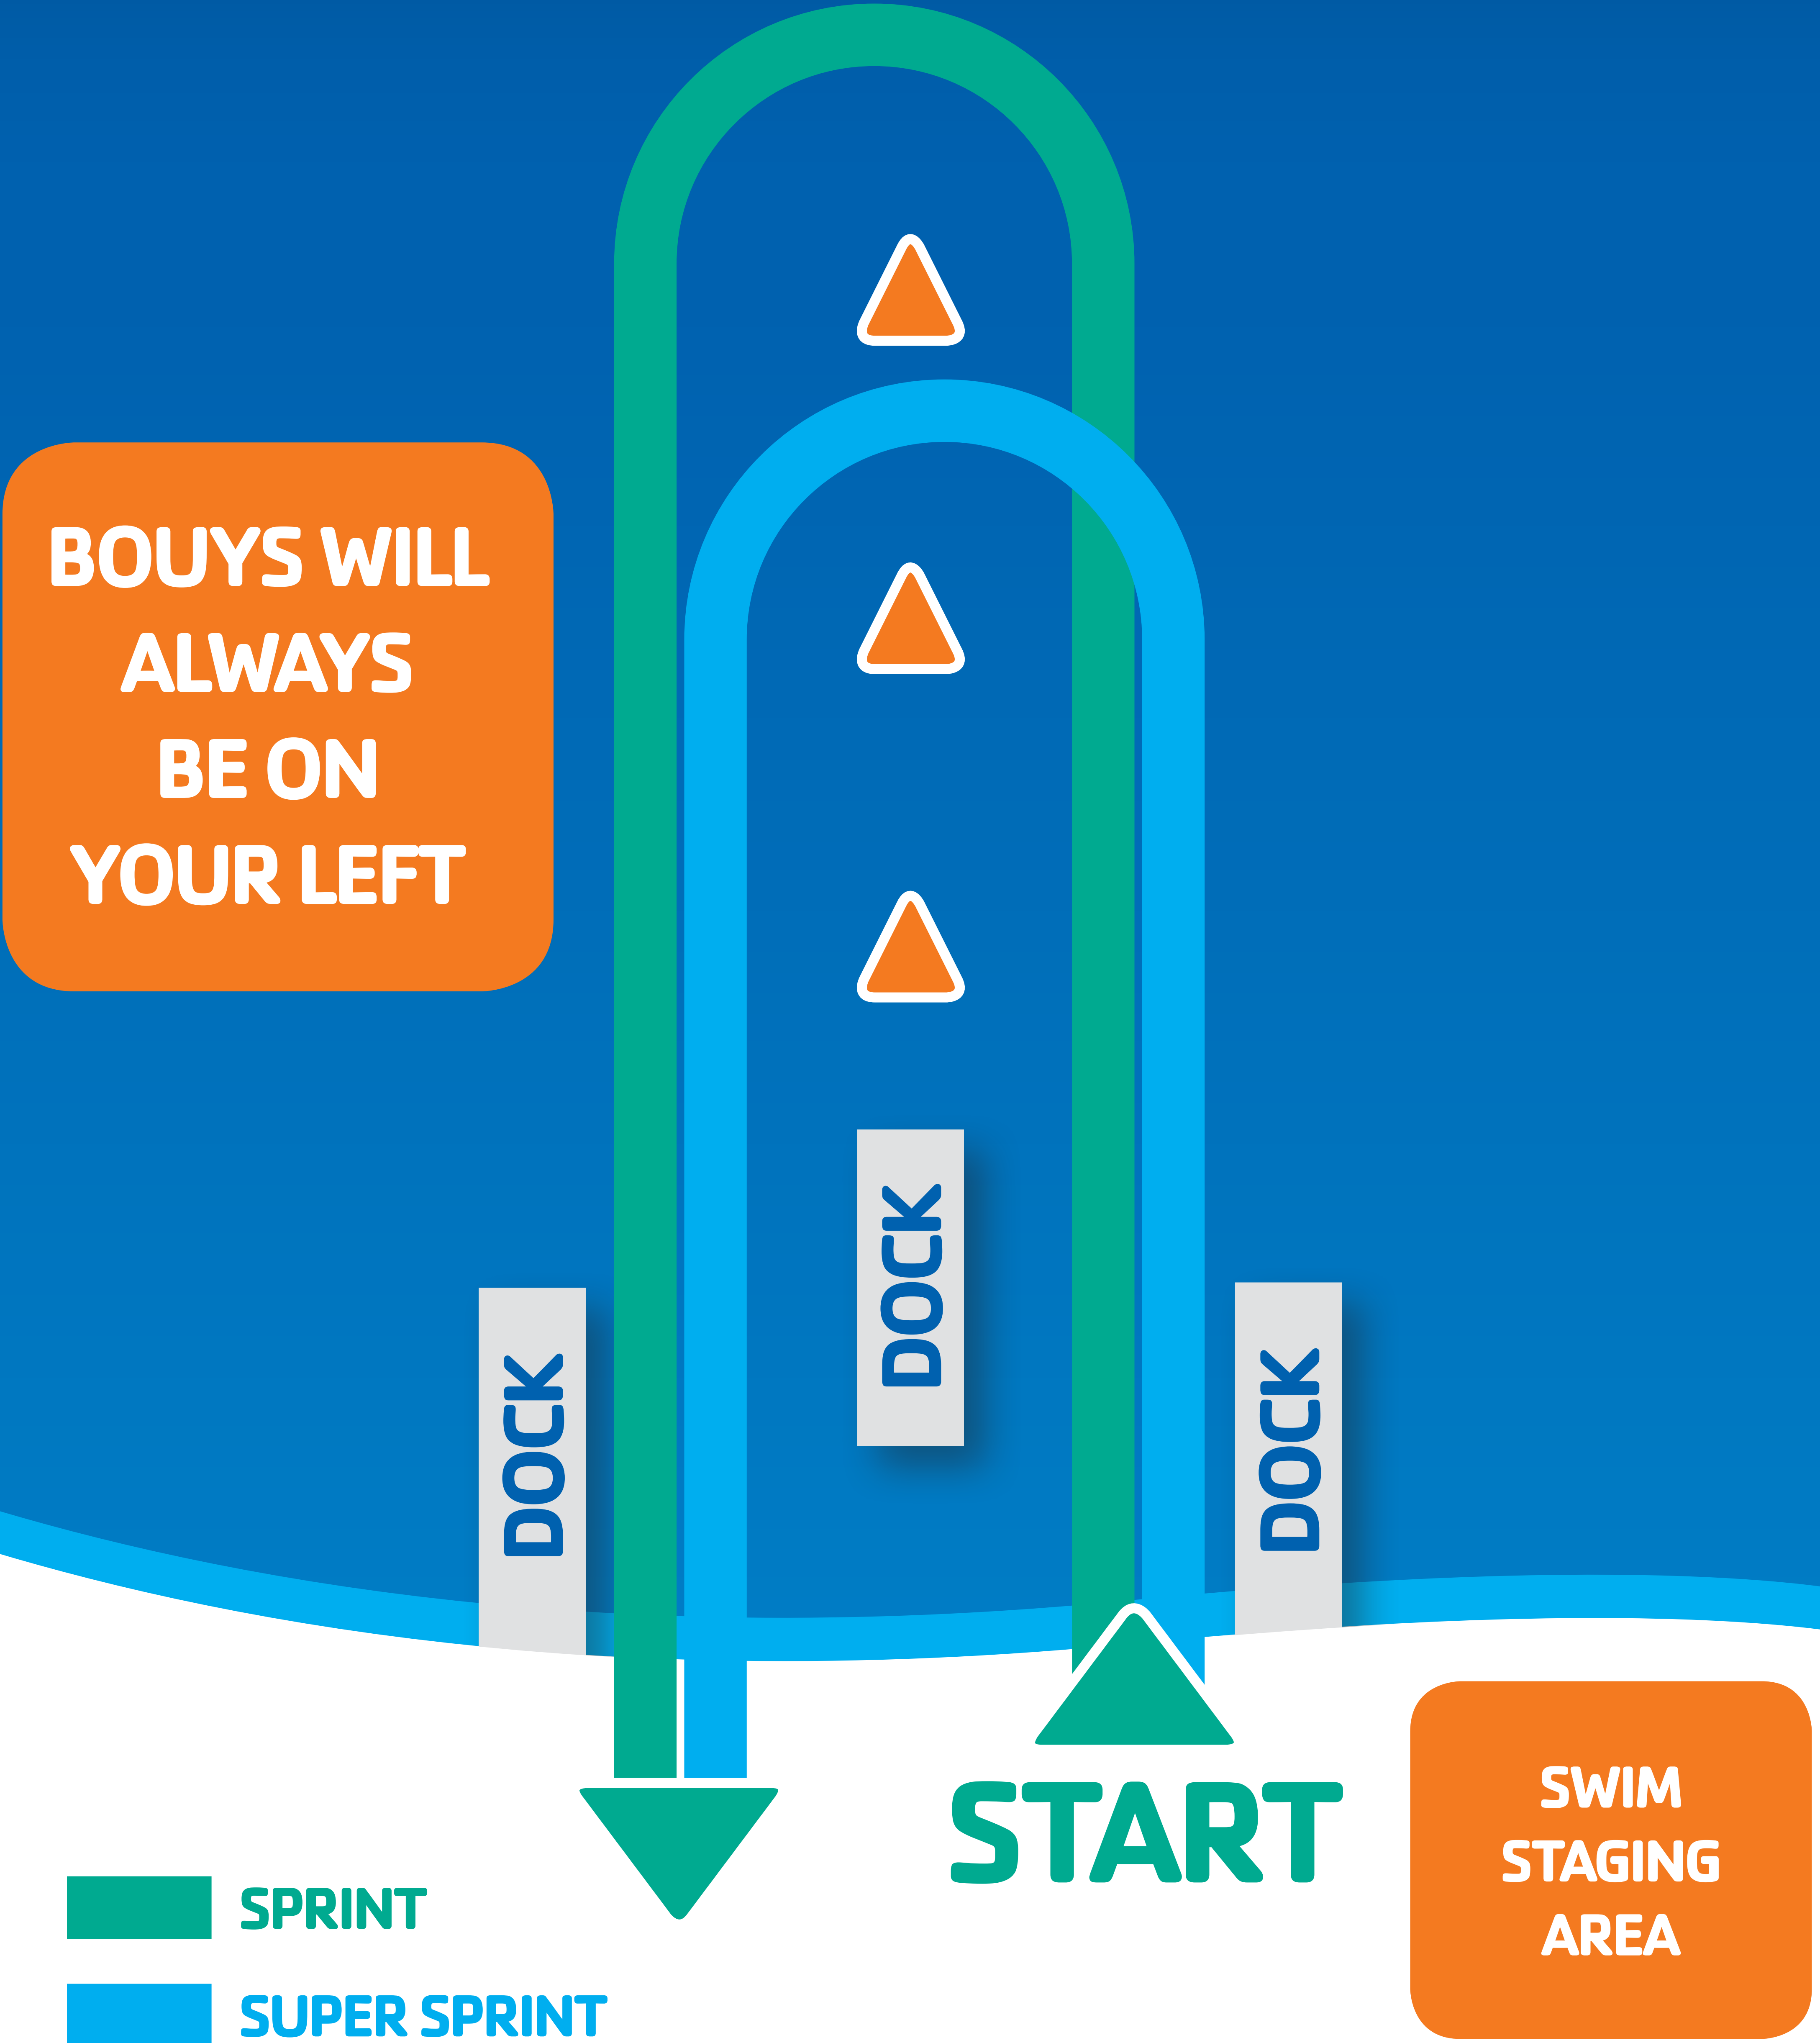 BOUYS WILL
ALWAYS
BE ON
YOUR LEFT
DOCK
DOCK
DOCK
START
SWIM
STAGING
AREA
SPRINT
SUPER SPRINT